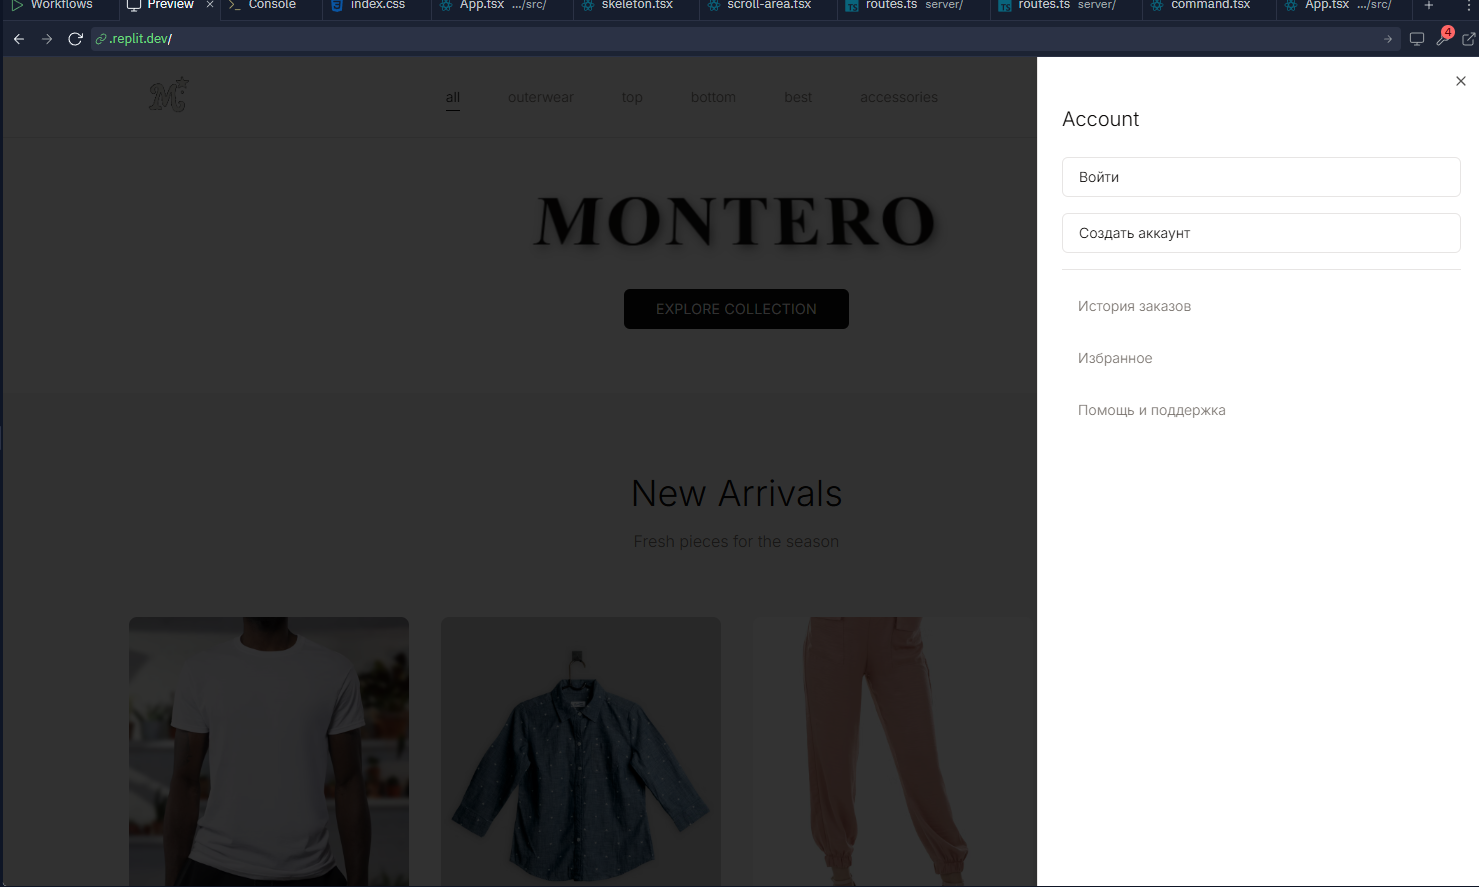 Workflows
Preview
Console
index.css
App.tsx .../src/
skeleton.tsx
scroll-area.tsx
routes.ts server/
routes.ts server/
command.tsx
App.tsx .../src/
.replit.dev/
4
M
all
outerwear
top
bottom
best
accessories
MONTERO
EXPLORE COLLECTION
New Arrivals
Fresh pieces for the season
Account
Войти
Создать аккаунт
История заказов
Избранное
Помощь и поддержка